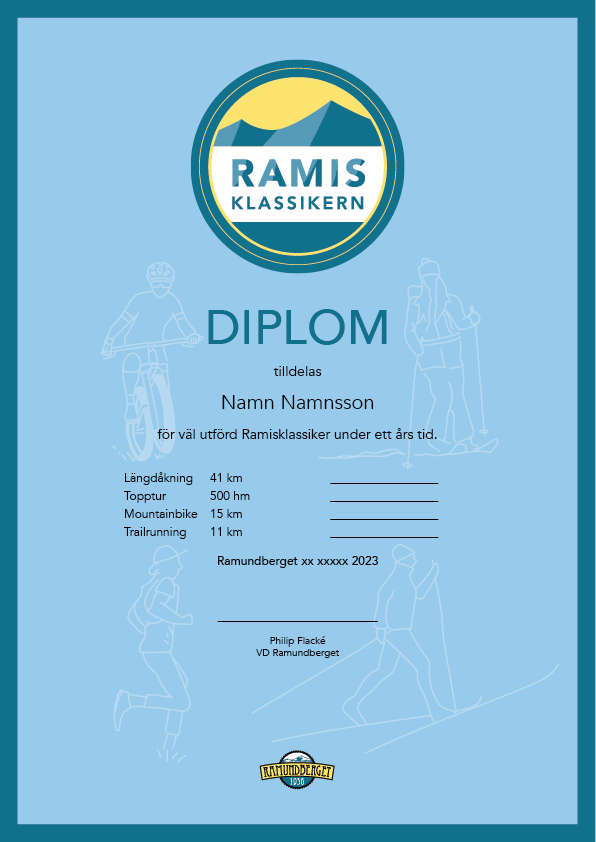 RAMIS
KLASSIKERN
DIPLOM
tilldelas
Namn Namnsson
för väl utförd Ramisklassiker under ett års tid.
Längdåkning 41 km
Topptur 500 hm
Mountainbike 15 km
Trailrunning 11 km
Ramundberget xx xxxxx 2023
Philip Flacké
VD Ramundberget
RAMUNDBERGET
1936